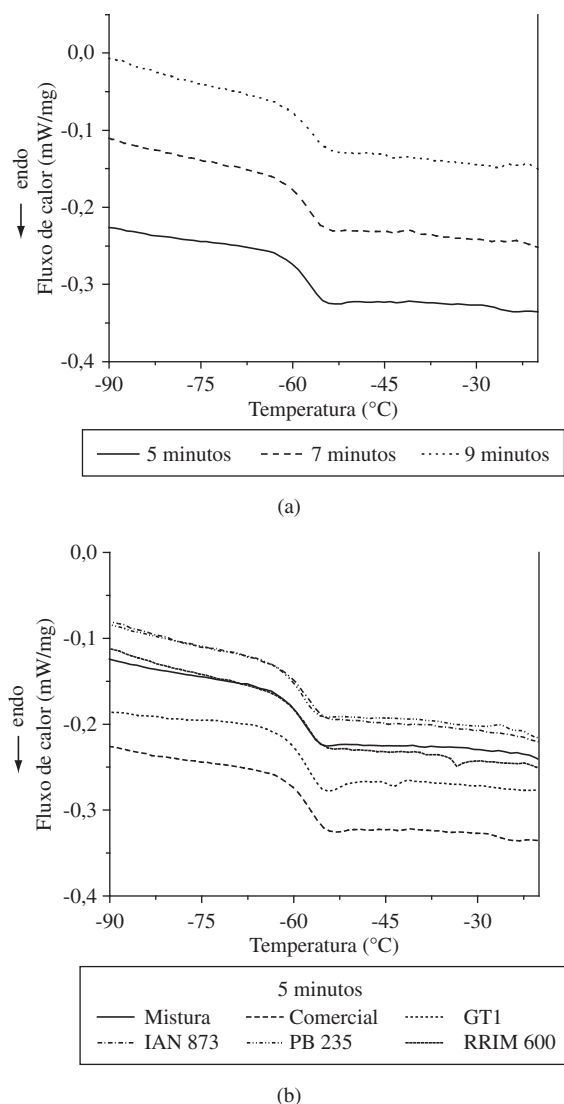 0,0
-0,1
-0,2
-0,3
-0,4
endo
Fluxo de calor (mW/mg)
-90 -75 -60 -45 -30
Temperatura (°C)
5 minutos 7 minutos 9 minutos
(a)
0,0
-0,1
-0,2
-0,3
-0,4
endo
Fluxo de calor (mW/mg)
-90 -75 -60 -45 -30
Temperatura (°C)
5 minutos
Mistura Comercial GT1
IAN 873 PB 235 RRIM 600
(b)